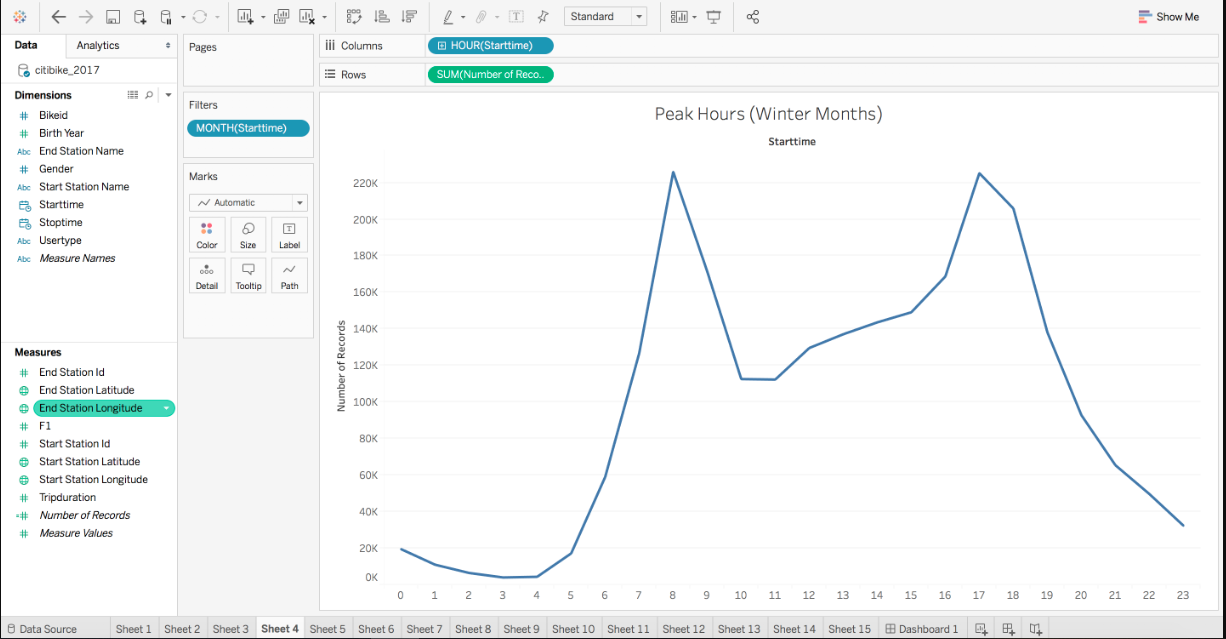 Standard
Show Me
Data
Analytics
citibike_2017
Dimensions
# Bikeid
# Birth Year
Abc End Station Name
# Gender
Abc Start Station Name
Starttime
Stoptime
Abc Usertype
Abc Measure Names
Measures
# End Station Id
End Station Latitude
End Station Longitude
# F1
# Start Station Id
Start Station Latitude
Start Station Longitude
# Tripduration
=# Number of Records
# Measure Values
Pages
Filters
MONTH(Starttime)
Marks
Automatic
Color Size Label
Detail Tooltip Path
Columns HOUR(Starttime)
Rows SUM(Number of Reco..
Peak Hours (Winter Months)
Starttime
Number of Records
220K
200K
180K
160K
140K
120K
100K
80K
60K
40K
20K
0K
0 1 2 3 4 5 6 7 8 9 10 11 12 13 14 15 16 17 18 19 20 21 22 23
Data Source Sheet 1 Sheet 2 Sheet 3 Sheet 4 Sheet 5 Sheet 6 Sheet 7 Sheet 8 Sheet 9 Sheet 10 Sheet 11 Sheet 12 Sheet 13 Sheet 14 Sheet 15 Dashboard 1